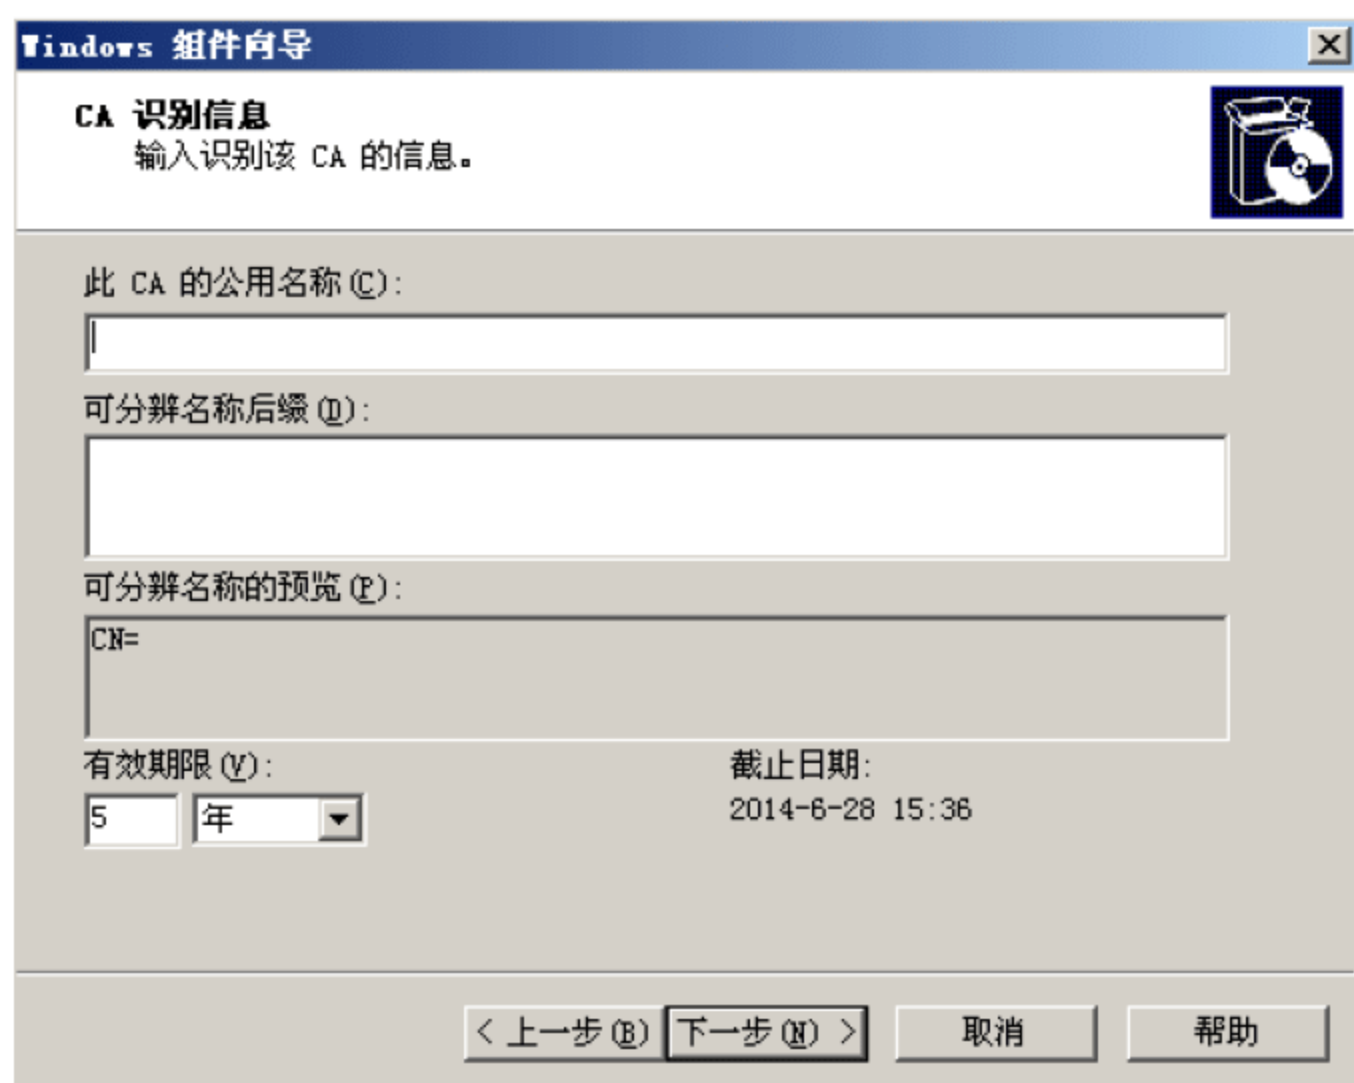 Windows 组件向导
CA 识别信息
输入识别该 CA 的信息。
此 CA 的公用名称(C):
可分辨名称后缀(D):
可分辨名称的预览(P):
CN=
有效期限(V):
截止日期:
5 年
2014-6-28 15:36
< 上一步(B) 下一步(N) > 取消 帮助